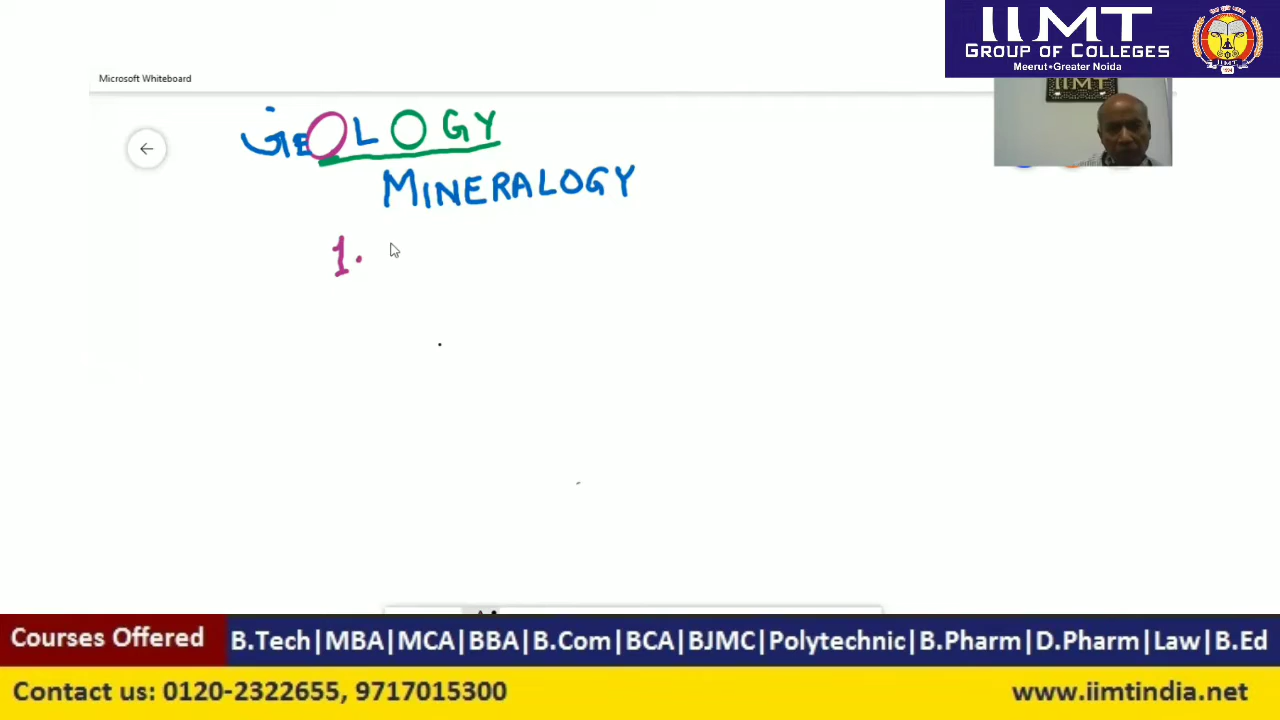 IIMT
GROUP OF COLLEGES
Meerut•Greater Noida
IIMT
Microsoft Whiteboard
GEOLOGY
MINERALOGY
1.
Courses Offered
B.Tech|MBA|MCA|BBA|B.Com|BCA|BJMC|Polytechnic|B.Pharm|D.Pharm|Law|B.Ed
Contact us: 0120-2322655, 9717015300
www.iimtindia.net